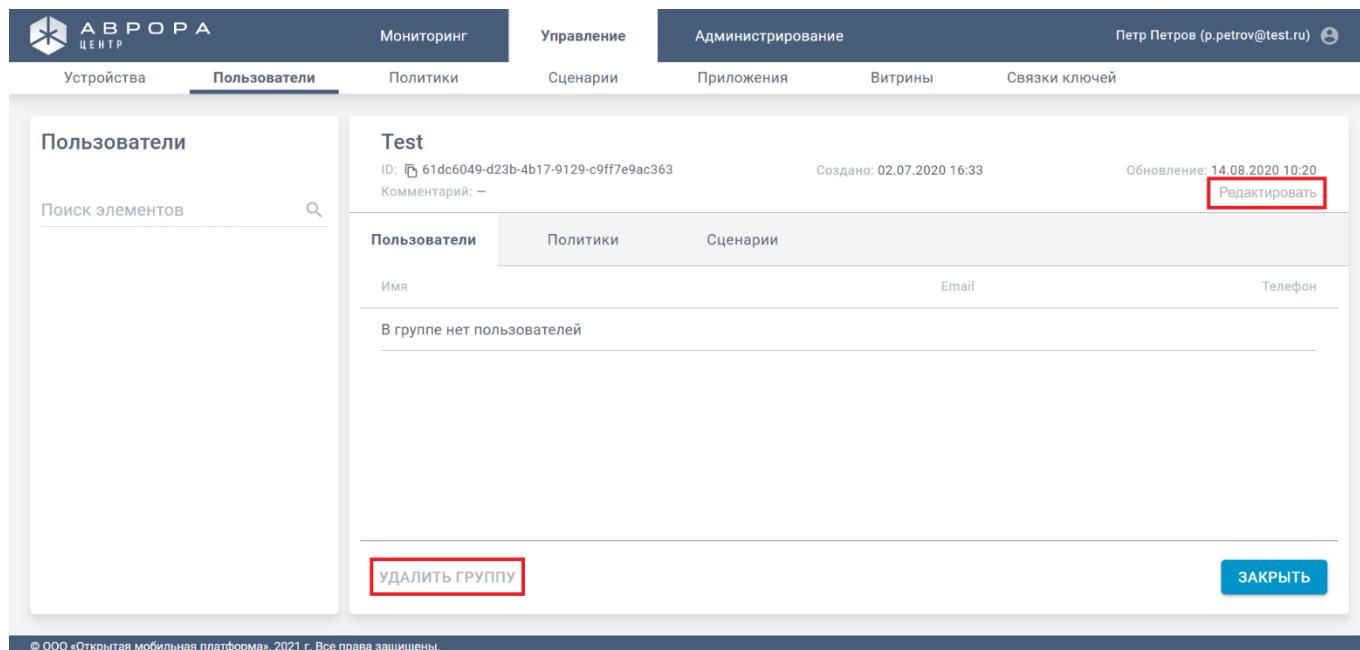 АВРОРА
ЦЕНТР
Мониторинг Управление Администрирование Петр Петров (p.petrov@test.ru)
Устройства Пользователи Политики Сценарии Приложения Витрины Связки ключей
Пользователи
Поиск элементов
Test
ID: 61dc6049-d23b-4b17-9129-c9ff7e9ac363 Создано: 02.07.2020 16:33 Обновление: 14.08.2020 10:20
Комментарий: — Редактировать
Пользователи Политики Сценарии
Имя Email Телефон
В группе нет пользователей
УДАЛИТЬ ГРУППУ ЗАКРЫТЬ
© ООО «Открытая мобильная платформа», 2021 г. Все права защищены.